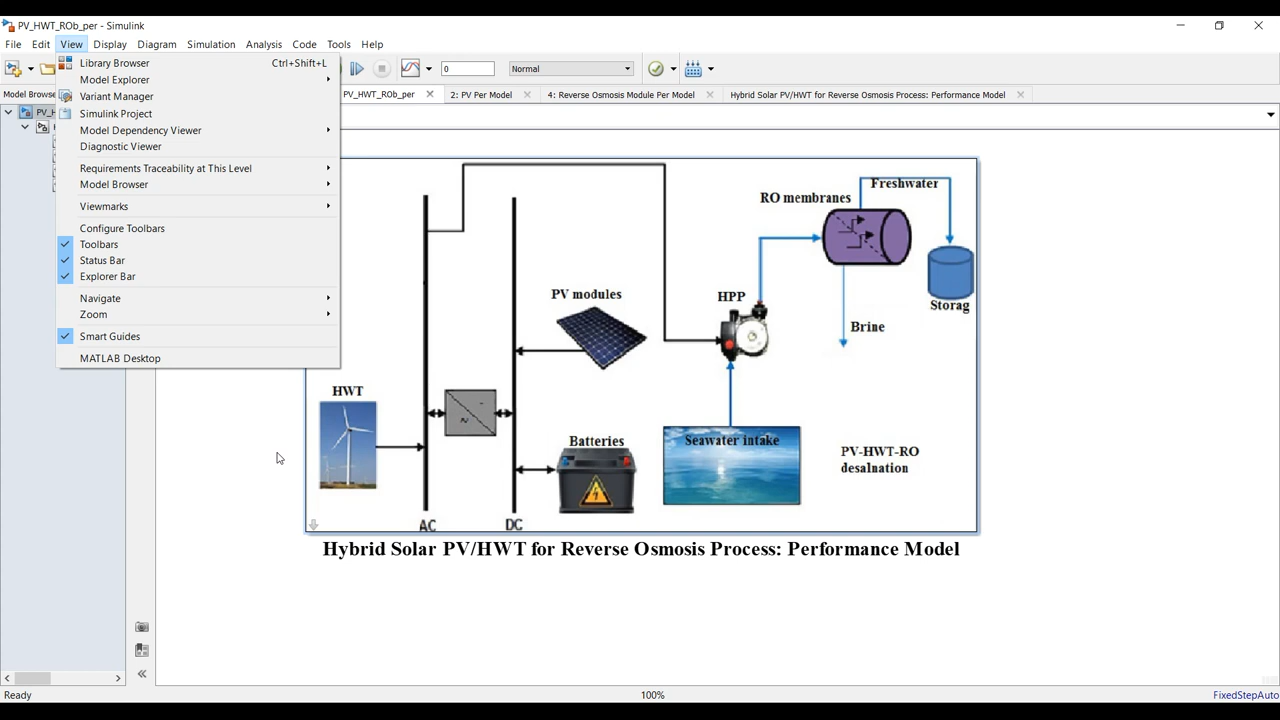 PV_HWT_ROb_per - Simulink
File Edit View Display Diagram Simulation Analysis Code Tools Help
Library Browser Ctrl+Shift+L
Model Explorer
Variant Manager
Simulink Project
Model Dependency Viewer
Diagnostic Viewer
Requirements Traceability at This Level
Model Browser
Viewmarks
Configure Toolbars
Toolbars
Status Bar
Explorer Bar
Navigate
Zoom
Smart Guides
MATLAB Desktop
0 Normal
Model Browse
PV_HWT_ROb_per 2: PV Per Model 4: Reverse Osmosis Module Per Model Hybrid Solar PV/HWT for Reverse Osmosis Process: Performance Model
PV_H
Freshwater
RO membranes
PV modules
HPP
Storag
Brine
HWT
Batteries
Seawater intake
PV-HWT-RO
desalnation
AC
DC
Hybrid Solar PV/HWT for Reverse Osmosis Process: Performance Model
Ready 100% FixedStepAuto